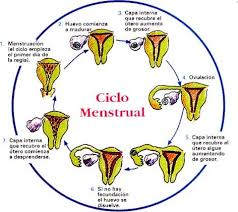 2. Huevo comienza
a madurar.
3. Capa interna
que recubre el
útero aumenta
de grosor.
1. Menstruación
(el ciclo empieza
el primer día de
la regla).
4. Ovulación
Ciclo
Menstrual
5. Capa interna
que recubre al
útero sigue
aumentando
de grosor.
7. Capa interna
que recubre el
útero comienza
a desprenderse.
6. Si no hay
fecundación
el huevo se
disuelve.